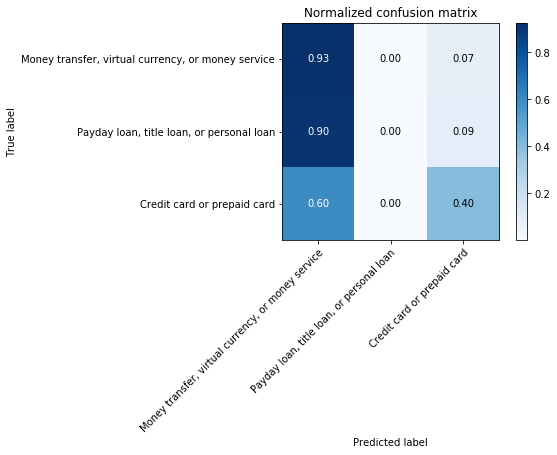 Normalized confusion matrix
Money transfer, virtual currency, or money service
0.93
0.00
0.07
Payday loan, title loan, or personal loan
0.90
0.00
0.09
Credit card or prepaid card
0.60
0.00
0.40
True label
0.8
0.6
0.4
0.2
Money transfer, virtual currency, or money service
Payday loan, title loan, or personal loan
Credit card or prepaid card
Predicted label